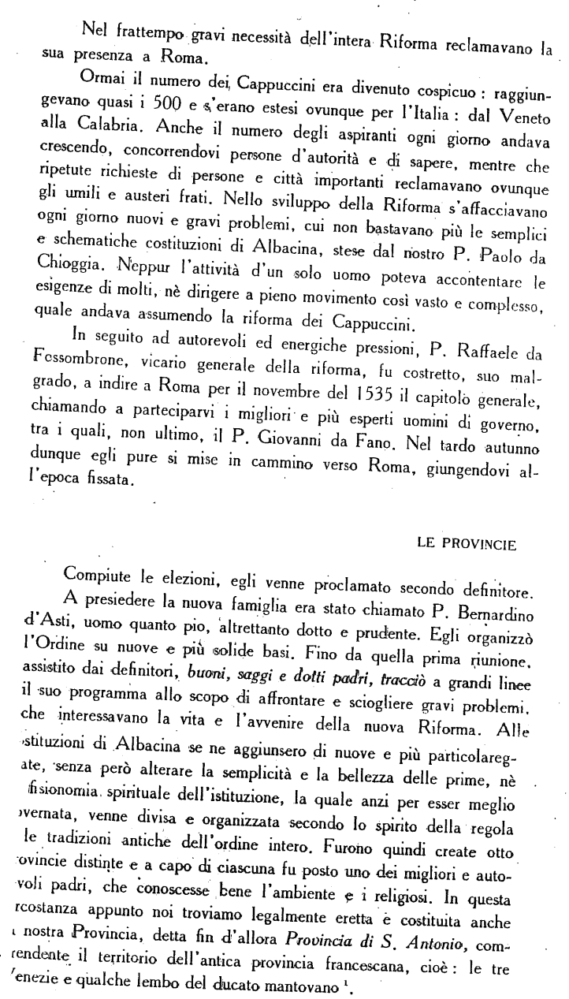 Nel frattempo gravi necessità dell'intera Riforma reclamavano la
sua presenza a Roma.
Ormai il numero dei Cappuccini era divenuto cospicuo : raggiun-
gevano quasi i 500 e s'erano estesi ovunque per l'Italia : dal Veneto
alla Calabria. Anche il numero degli aspiranti ogni giorno andava
crescendo, concorrendovi persone d'autorità e di sapere, mentre che
ripetute richieste di persone e città importanti reclamavano ovunque
gli umili e austeri frati. Nello sviluppo della Riforma s'affacciavano
ogni giorno nuovi e gravi problemi, cui non bastavano più le semplici
e schematiche costituzioni di Albacina, stese dal nostro P. Paolo da
Chioggia. Neppur l'attività d'un solo uomo poteva accontentare le
esigenze di molti, nè dirigere a pieno movimento così vasto e complesso,
quale andava assumendo la riforma dei Cappuccini.
In seguito ad autorevoli ed energiche pressioni, P. Raffaele da
Fossombrone, vicario generale della riforma, fu costretto, suo mal-
grado, a indire a Roma per il novembre del 1535 il capitolo generale,
chiamando a parteciparvi i migliori e più esperti uomini di governo,
tra i quali, non ultimo, il P. Giovanni da Fano. Nel tardo autunno
dunque egli pure si mise in cammino verso Roma, giungendovi al-
l'epoca fissata.
LE PROVINCIE
Compiute le elezioni, egli venne proclamato secondo definitore.
A presiedere la nuova famiglia era stato chiamato P. Bernardino
d'Asti, uomo quanto pio, altrettanto dotto e prudente. Egli organizzò
l'Ordine su nuove e più solide basi. Fino da quella prima riunione,
assistito dai definitori, buoni, saggi e dotti padri, tracciò a grandi linee
il suo programma allo scopo di affrontare e sciogliere gravi problemi,
che interessavano la vita e l'avvenire della nuova Riforma. Alle
stituzioni di Albacina se ne aggiunsero di nuove e più particolareg-
ate, senza però alterare la semplicità e la bellezza delle prime, nè
fisionomia spirituale dell'istituzione, la quale anzi per esser meglio
vernata, venne divisa e organizzata secondo lo spirito della regola
le tradizioni antiche dell'ordine intero. Furono quindi create otto
ovincie distinte e a capo di ciascuna fu posto uno dei migliori e auto-
voli padri, che conoscesse bene l'ambiente e i religiosi. In questa
rcostanza appunto noi troviamo legalmente eretta e costituita anche
nostra Provincia, detta fin d'allora Provincia di S. Antonio, com-
rendente il territorio dell'antica provincia francescana, cioè : le tre
enezie e qualche lembo del ducato mantovano ¹.